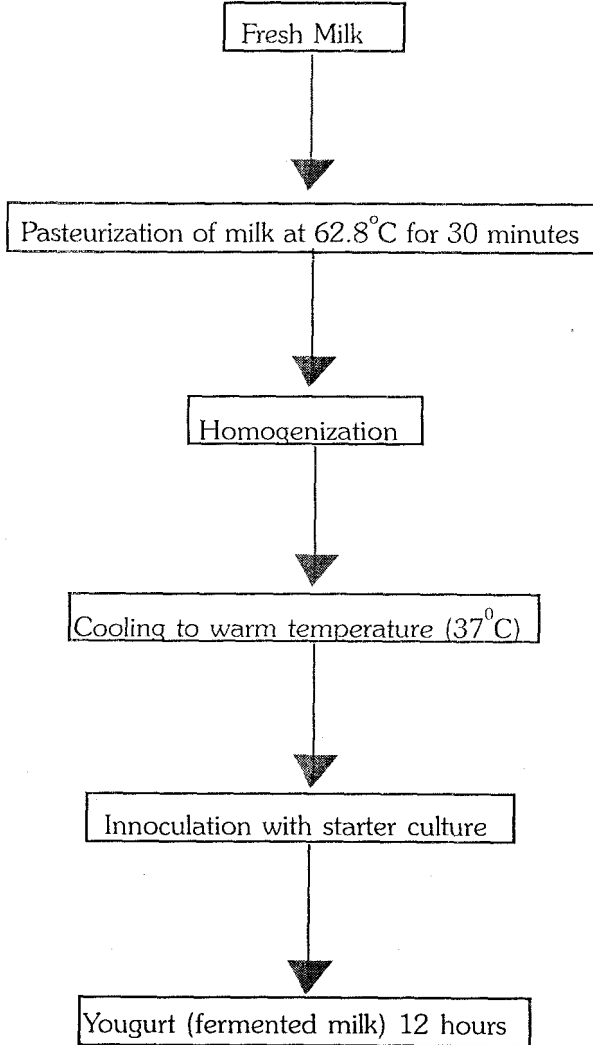 Fresh Milk
Pasteurization of milk at 62.8°C for 30 minutes
Homogenization
Cooling to warm temperature (37⁰C)
Innoculation with starter culture
Yougurt (fermented milk) 12 hours